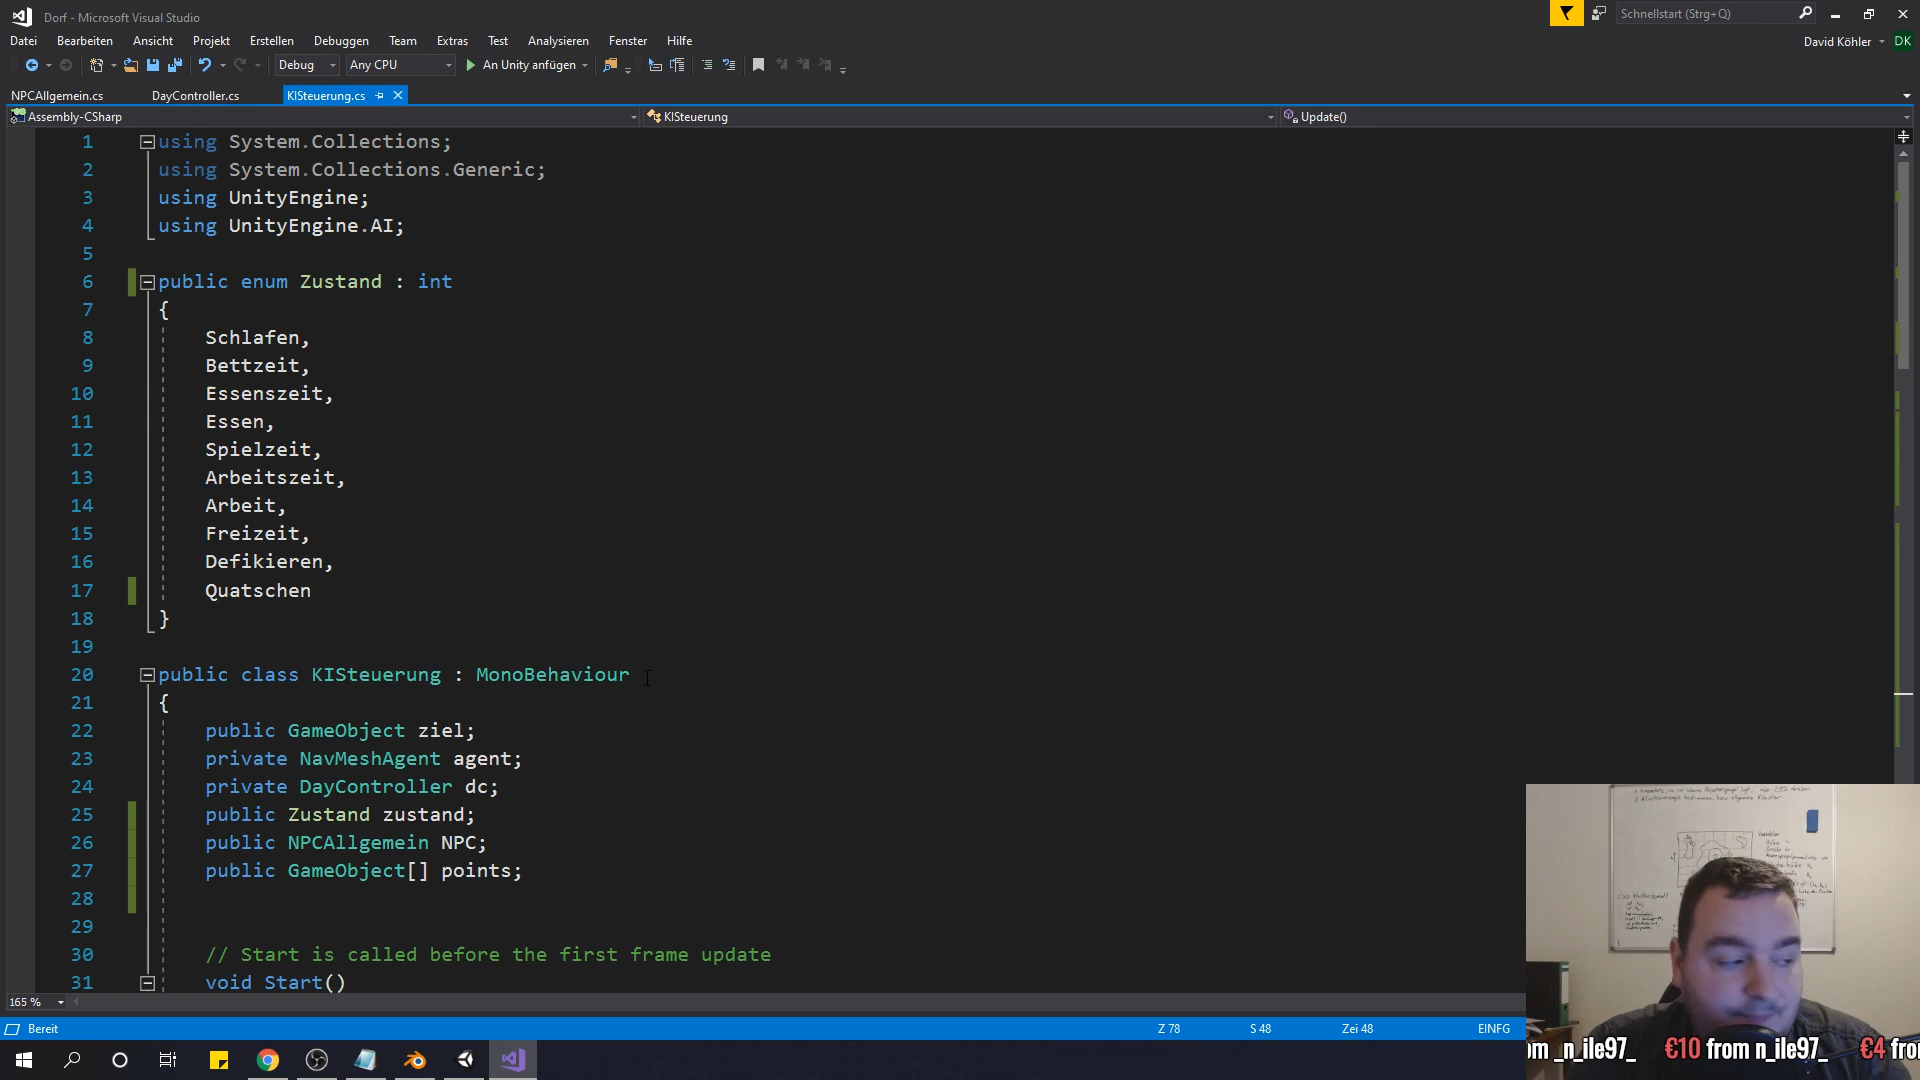 Dorf - Microsoft Visual Studio
Schnellstart (Strg+Q)
Datei Bearbeiten Ansicht Projekt Erstellen Debuggen Team Extras Test Analysieren Fenster Hilfe
David Köhler DK
Debug Any CPU An Unity anfügen
NPCAllgemein.cs DayController.cs KISteuerung.cs
Assembly-CSharp KISteuerung Update()
1 using System.Collections;
2 using System.Collections.Generic;
3 using UnityEngine;
4 using UnityEngine.AI;
5
6 public enum Zustand : int
7 {
8 Schlafen,
9 Bettzeit,
10 Essenszeit,
11 Essen,
12 Spielzeit,
13 Arbeitszeit,
14 Arbeit,
15 Freizeit,
16 Defikieren,
17 Quatschen
18 }
19
20 public class KISteuerung : MonoBehaviour
21 {
22 public GameObject ziel;
23 private NavMeshAgent agent;
24 private DayController dc;
25 public Zustand zustand;
26 public NPCAllgemein NPC;
27 public GameObject[] points;
28
29
30 // Start is called before the first frame update
31 void Start()
165 %
Bereit Z 78 S 48 Zei 48 EINFG
om _n_ile97_ €10 from n_ile97_ €4 fro